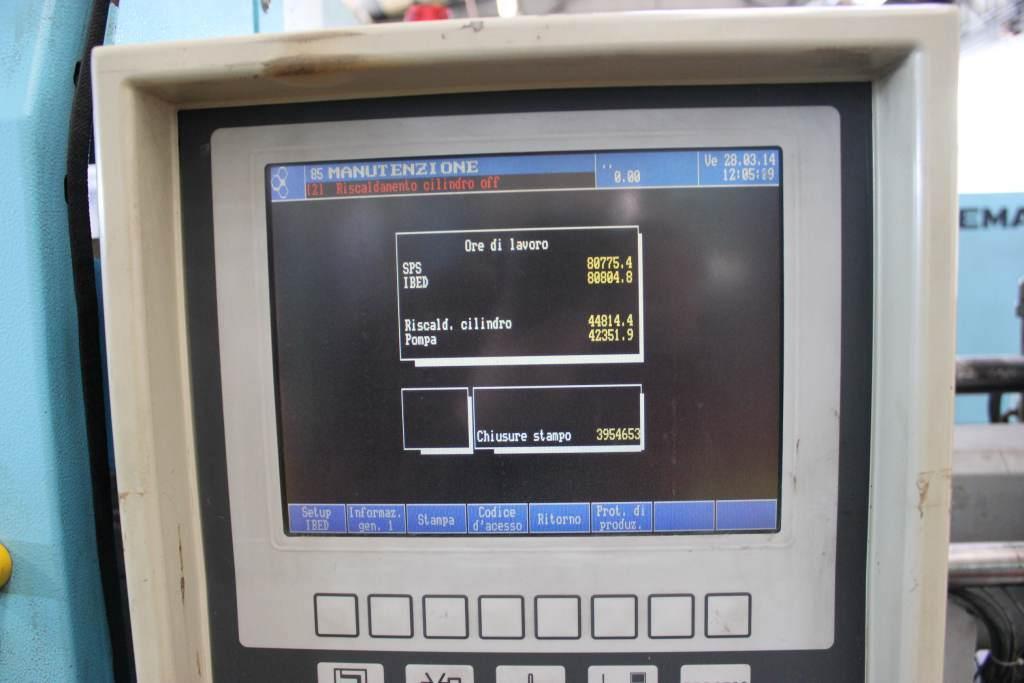 85 MANUTENZIONE
[2] Riscaldamento cilindro off
0.00
Ve 28.03.14
12:05:09
Ore di lavoro
SPS 80775.4
IBED 80804.8
Riscald. cilindro 44814.4
Pompa 42351.9
Chiusure stampo 3954653
Setup IBED
Informaz. gen. 1
Stampa
Codice d'acesso
Ritorno
Prot. di produz.
EMA